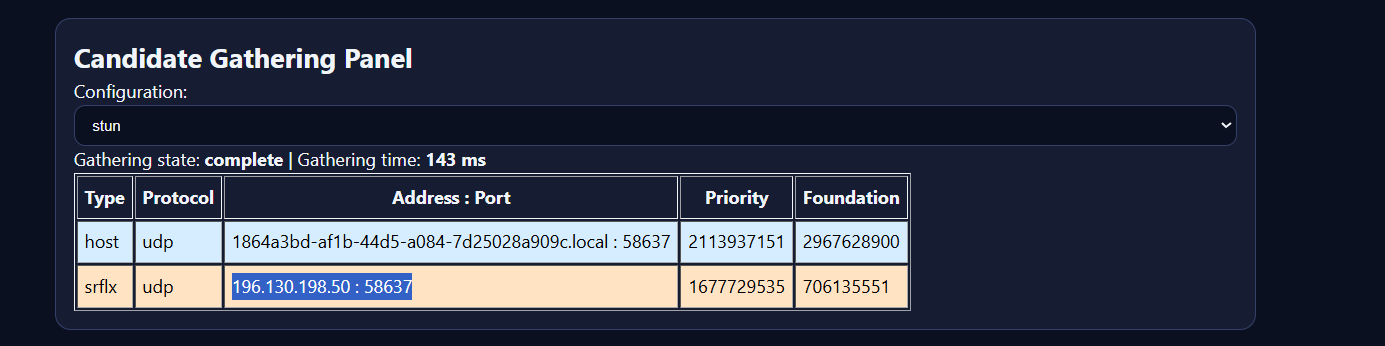 Candidate Gathering Panel
Configuration:
stun
Gathering state: complete | Gathering time: 143 ms
Type Protocol Address : Port Priority Foundation
host udp 1864a3bd-af1b-44d5-a084-7d25028a909c.local : 58637 2113937151 2967628900
srflx udp 196.130.198.50 : 58637 1677729535 706135551